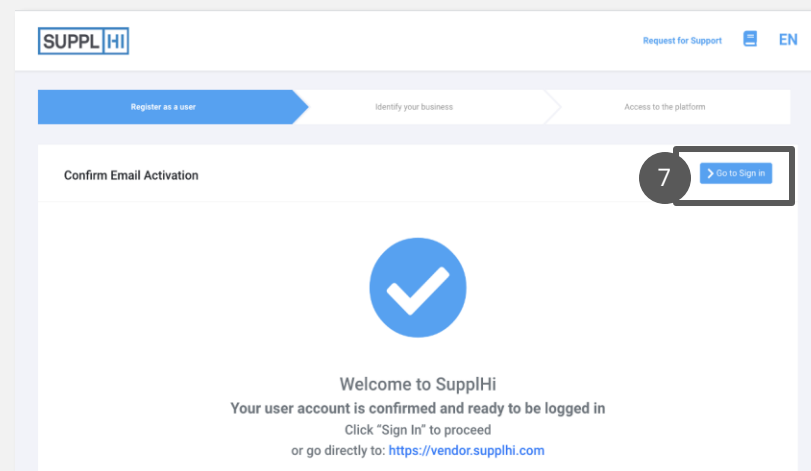 SUPPLHI
Request for Support
EN
Register as a user
Identify your business
Access to the platform
Confirm Email Activation
7
Go to Sign in
Welcome to SupplHi
Your user account is confirmed and ready to be logged in
Click “Sign In” to proceed
or go directly to: https://vendor.supplhi.com